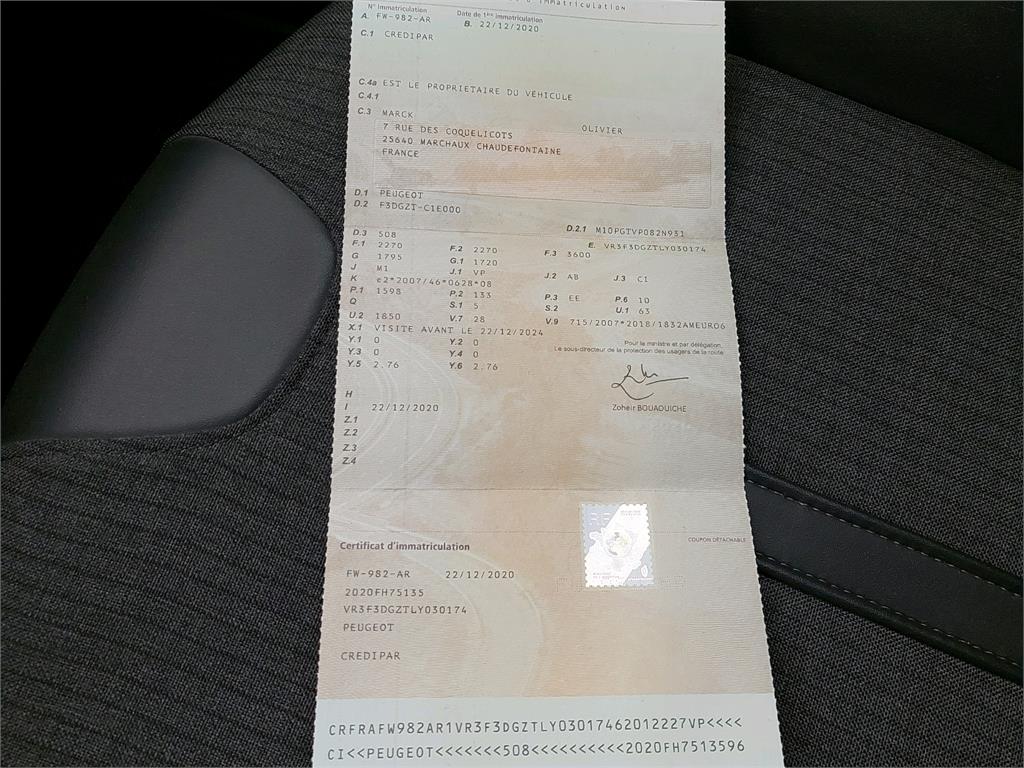 N° Immatriculation Date de 1ère immatriculation
A. FW-982-AR B. 22/12/2020
C.1 CREDIPAR
C.4a EST LE PROPRIETAIRE DU VÉHICULE
C.4.1
C.3 MARCK OLIVIER
7 RUE DES COQUELICOTS
25640 MARCHAUX CHAUDEFONTAINE
FRANCE
D.1 PEUGEOT
D.2 F3DGZT-C1E000
D.2.1 M10PGTVP082N931
D.3 508 E. VR3F3DGZTLY030174
F.1 2270 F.2 2270 F.3 3600
G 1795 G.1 1720
J M1 J.1 VP J.2 AB J.3 C1
K e2*2007/46*0628*08
P.1 1598 P.2 133 P.3 EE P.6 10
Q S.1 5 S.2 U.1 63
U.2 1850 V.7 28 V.9 715/2007*2018/1832AMEURO6
X.1 VISITE AVANT LE 22/12/2024
Y.1 0 Y.2 0 Pour le ministre et par délégation,
Y.3 0 Y.4 0 Le sous-directeur de la protection des usagers de la route
Y.5 2.76 Y.6 2.76
H
I 22/12/2020 Zoheir BOUAOUICHE
Z.1
Z.2
Z.3
Z.4
COUPON DÉTACHABLE
Certificat d'immatriculation
FW-982-AR 22/12/2020
2020FH75135
VR3F3DGZTLY030174
PEUGEOT
CREDIPAR
CRFRAFW982AR1VR3F3DGZTLY03017462012227VP<<<<
CI<<PEUGEOT<<<<<<<508<<<<<<<<<<2020FH7513596